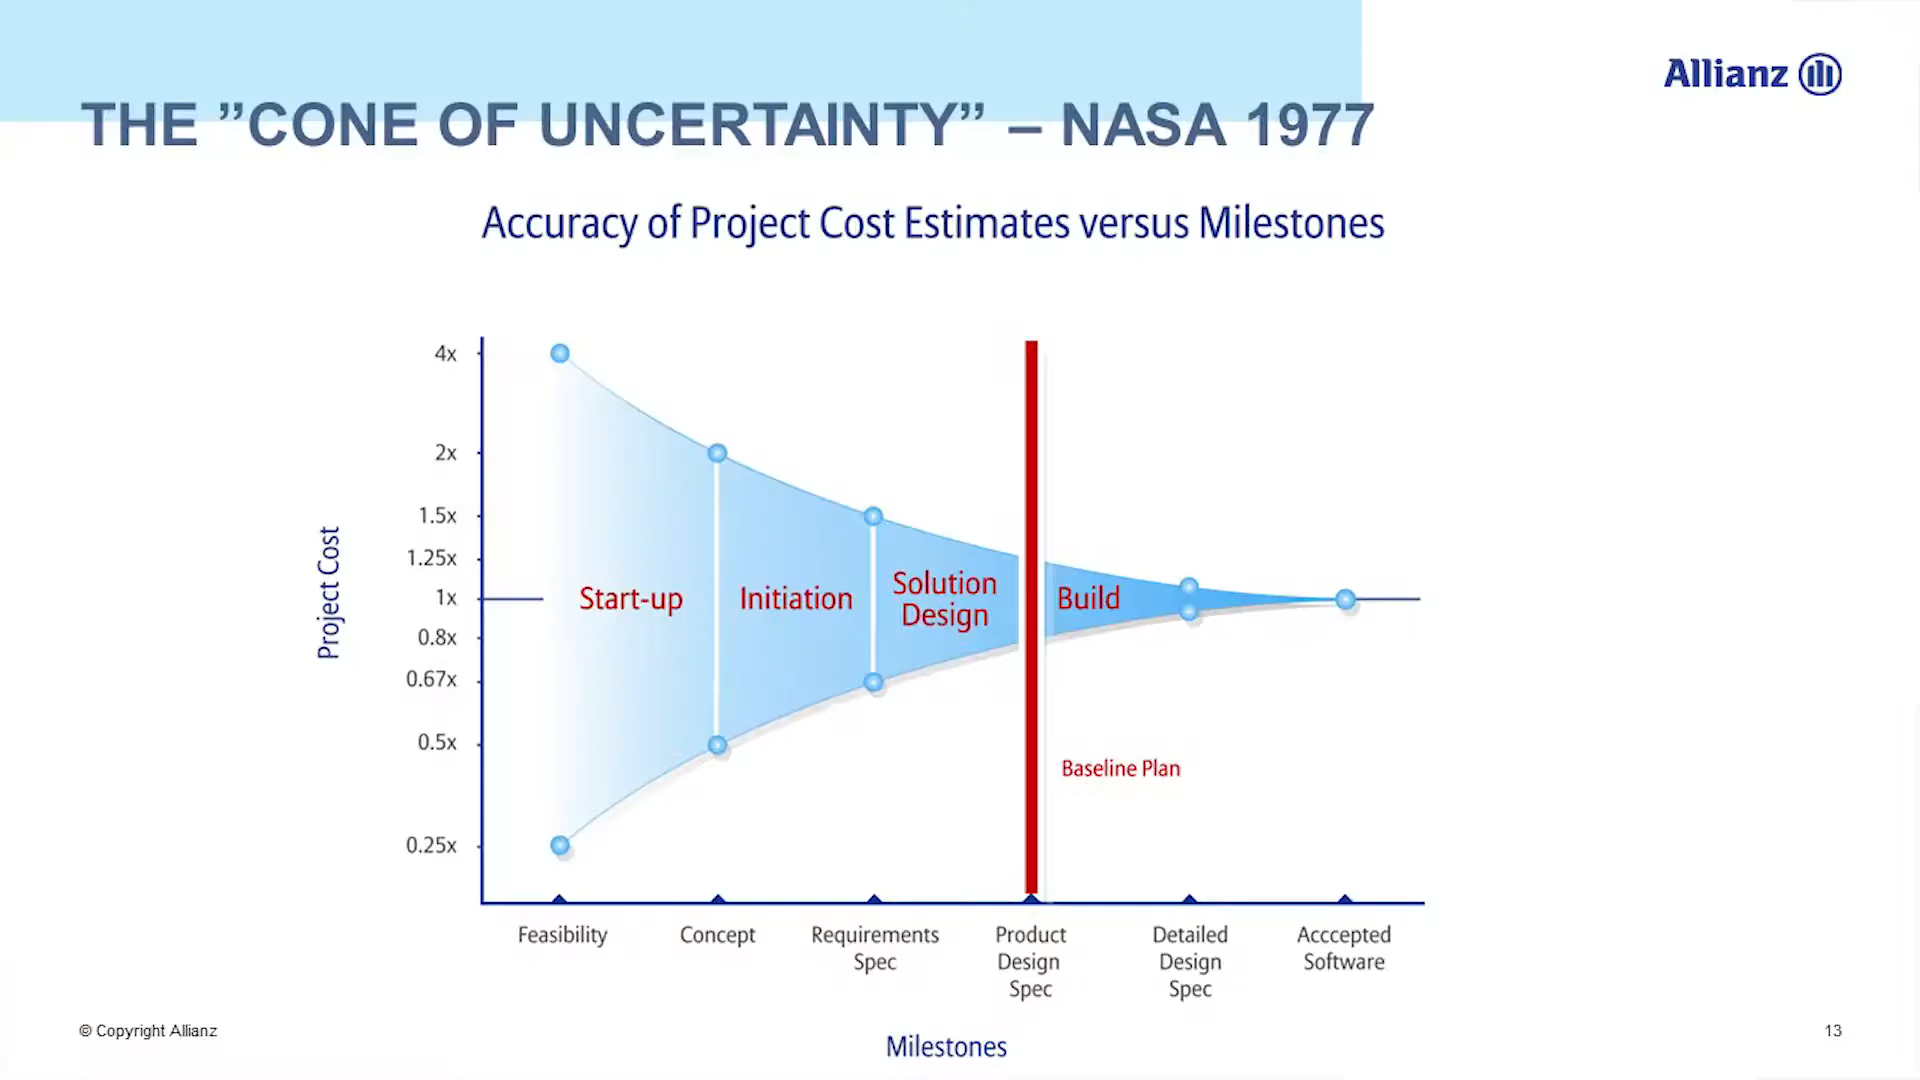 Allianz
THE ”CONE OF UNCERTAINTY” – NASA 1977
Accuracy of Project Cost Estimates versus Milestones
4x
2x
1.5x
1.25x
1x
0.8x
0.67x
0.5x
0.25x
Project Cost
Start-up
Initiation
Solution
Design
Build
Baseline Plan
Feasibility
Concept
Requirements
Spec
Product
Design
Spec
Detailed
Design
Spec
Acccepted
Software
Milestones
© Copyright Allianz
13